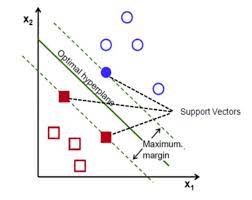 x₂
Optimal hyperplane
Support Vectors
Maximum
margin
x₁